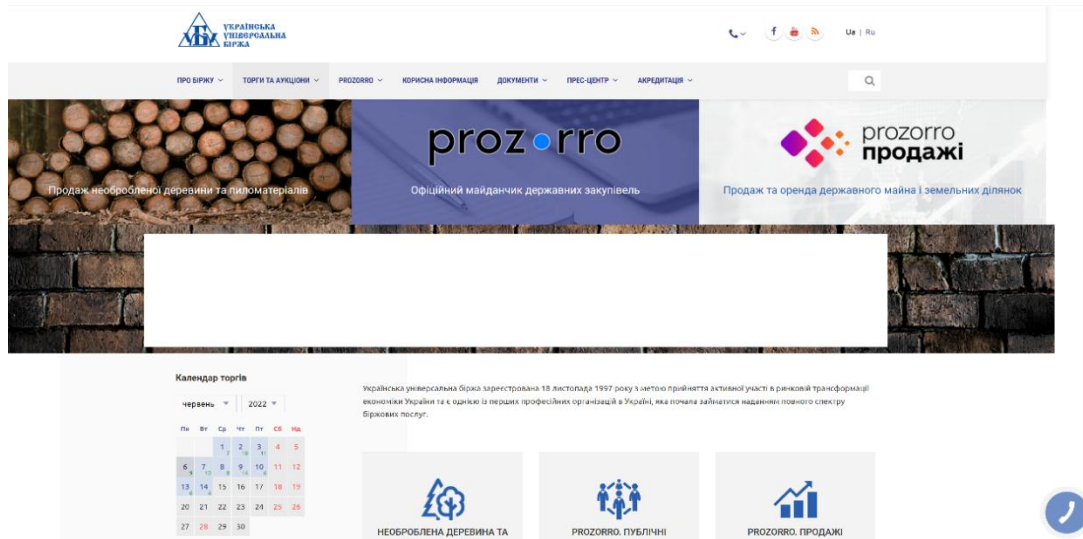 УКРАЇНСЬКА
УНІВЕРСАЛЬНА
БІРЖА
Ua | Ru
ПРО БІРЖУ
ТОРГИ ТА АУКЦІОНИ
PROZORRO
КОРИСНА ІНФОРМАЦІЯ
ДОКУМЕНТИ
ПРЕС-ЦЕНТР
АКРЕДИТАЦІЯ
Продаж необробленої деревини та пиломатеріалів
prozorro
Офіційний майданчик державних закупівель
prozorro
продажі
Продаж та оренда державного майна і земельних ділянок
Календар торгів
червень 2022
Пн Вт Ср Чт Пт Сб Нд
1 2 3 4 5
6 7 8 9 10 11 12
13 14 15 16 17 18 19
20 21 22 23 24 25 26
27 28 29 30
Українська універсальна біржа зареєстрована 18 листопада 1997 року з метою прийняття активної участі в ринковій трансформації
економіки України та є однією із перших професійних організацій в Україні, яка почала займатися наданням повного спектру
біржових послуг.
НЕОБРОБЛЕНА ДЕРЕВИНА ТА
PROZORRO. ПУБЛІЧНІ
PROZORRO. ПРОДАЖІ